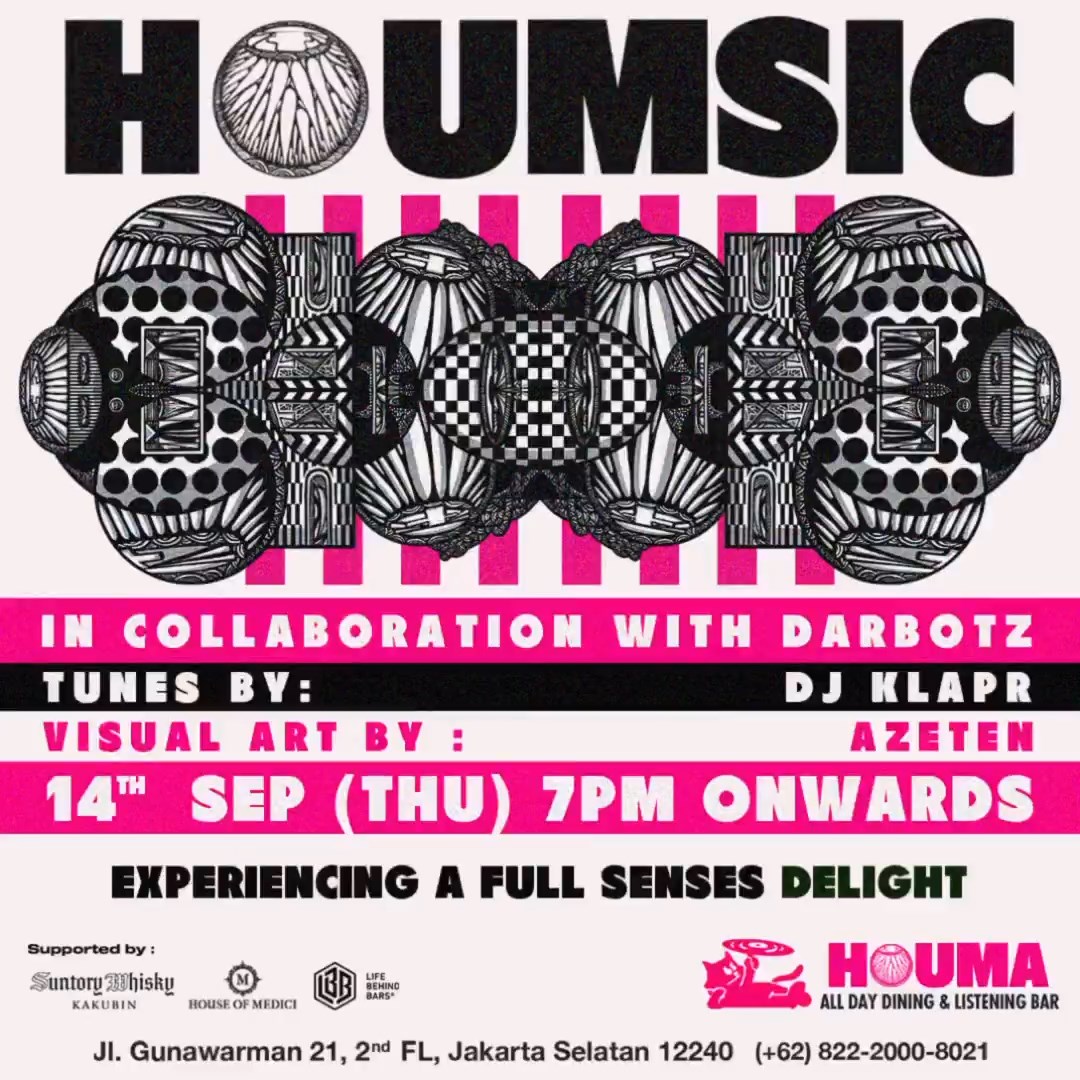 HOUMSIC
IN COLLABORATION WITH DARBOTZ
TUNES BY: DJ KLAPR
VISUAL ART BY : AZETEN
14TH SEP (THU) 7PM ONWARDS
EXPERIENCING A FULL SENSES DELIGHT
Supported by :
Suntory Whisky
KAKUBIN
M
HOUSE OF MEDICI
LBB
LIFE
BEHIND
BARS
HOUMA
ALL DAY DINING & LISTENING BAR
Jl. Gunawarman 21, 2nd FL, Jakarta Selatan 12240 (+62) 822-2000-8021